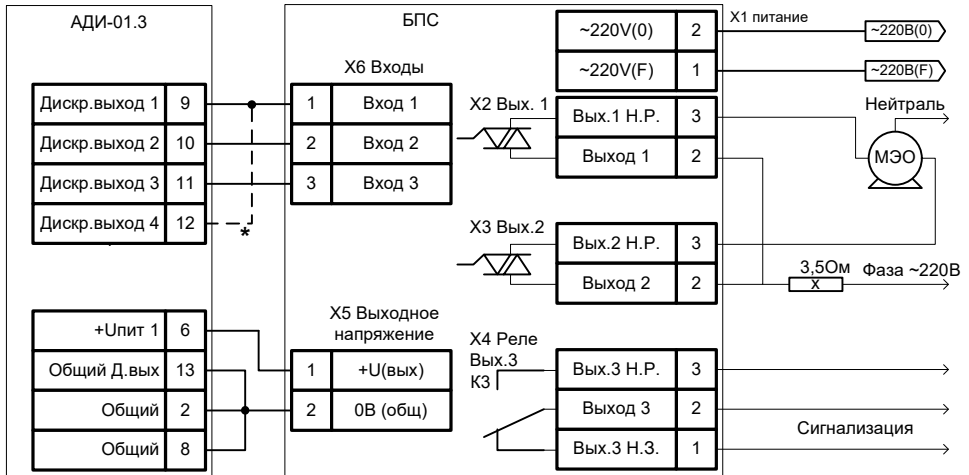 АДИ-01.3
Дискр.выход 1 9
Дискр.выход 2 10
Дискр.выход 3 11
Дискр.выход 4 12
*
+Uпит 1 6
Общий Д.вых 13
Общий 2
Общий 8
БПС
X6 Входы
1 Вход 1
2 Вход 2
3 Вход 3
X5 Выходное
напряжение
1 +U(вых)
2 0В (общ)
~220V(0) 2
~220V(F) 1
X2 Вых. 1
Вых.1 Н.Р. 3
Выход 1 2
X3 Вых.2
Вых.2 Н.Р. 3
Выход 2 2
X4 Реле
Вых.3
К3
Вых.3 Н.Р. 3
Выход 3 2
Вых.3 Н.З. 1
X1 питание
~220В(0)
~220В(F)
Нейтраль
МЭО
3,5Ом
x
Фаза ~220В
Сигнализация